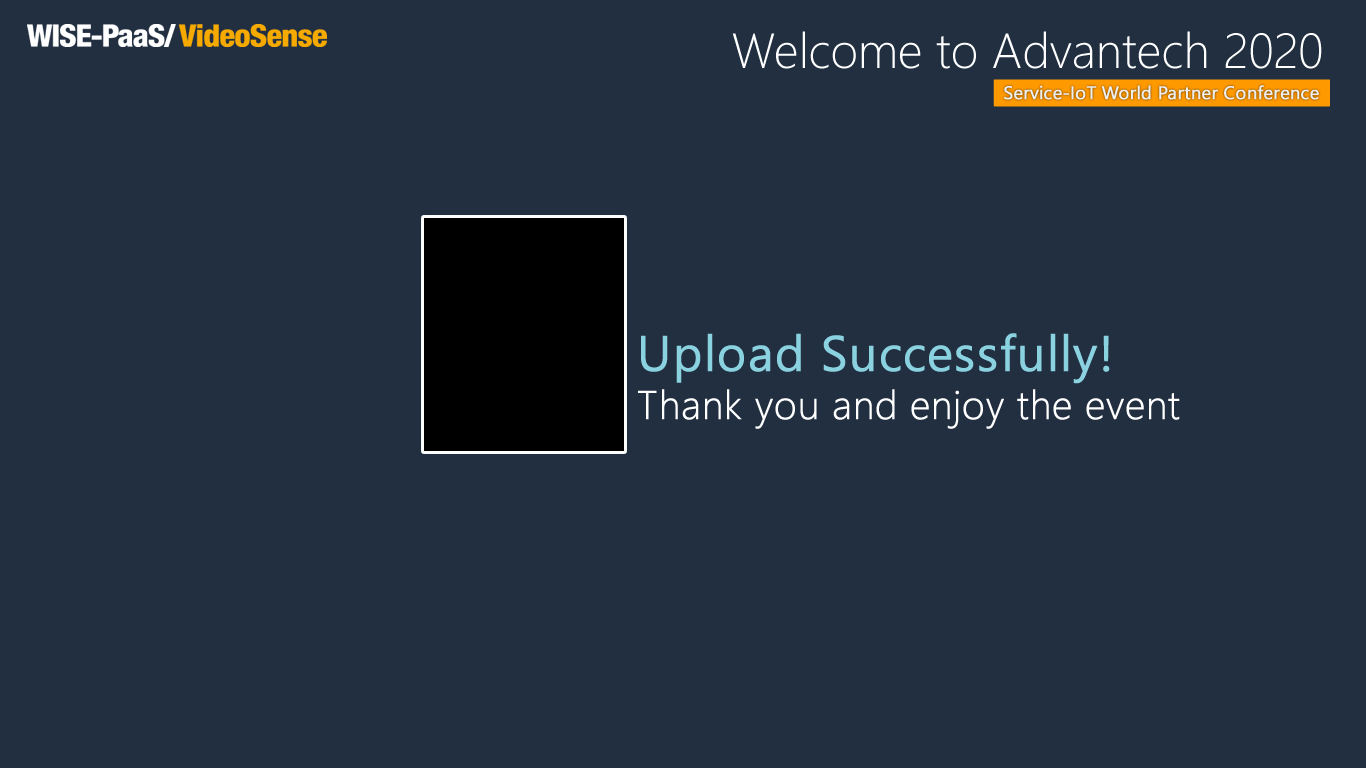 WISE-PaaS/VideoSense
Welcome to Advantech 2020
Service-IoT World Partner Conference
Upload Successfully!
Thank you and enjoy the event